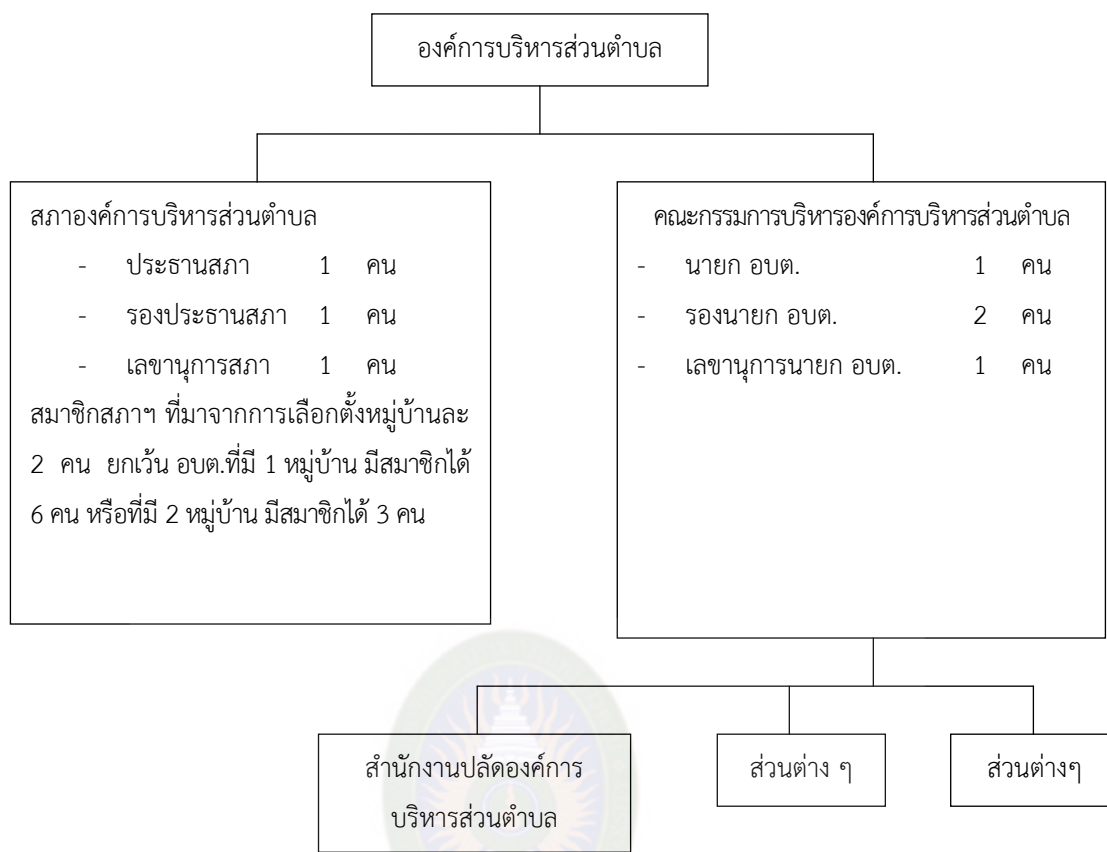 องค์การบริหารส่วนตำบล
สภาองค์การบริหารส่วนตำบล
- ประธานสภา 1 คน
- รองประธานสภา 1 คน
- เลขานุการสภา 1 คน
สมาชิกสภาฯ ที่มาจากการเลือกตั้งหมู่บ้านละ
2 คน ยกเว้น อบต.ที่มี 1 หมู่บ้าน มีสมาชิกได้
6 คน หรือที่มี 2 หมู่บ้าน มีสมาชิกได้ 3 คน
คณะกรรมการบริหารองค์การบริหารส่วนตำบล
- นายก อบต. 1 คน
- รองนายก อบต. 2 คน
- เลขานุการนายก อบต. 1 คน
สำนักงานปลัดองค์การ
บริหารส่วนตำบล
ส่วนต่าง ๆ
ส่วนต่างๆ